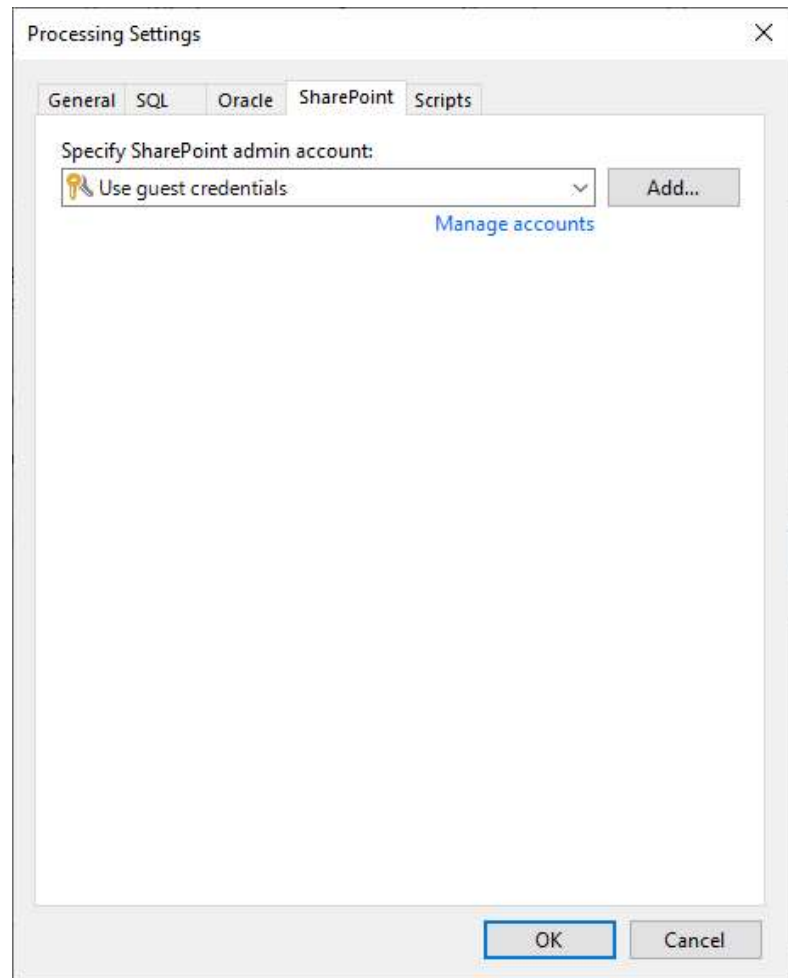 Processing Settings
General SQL Oracle SharePoint Scripts
Specify SharePoint admin account:
Use guest credentials Add...
Manage accounts
OK Cancel